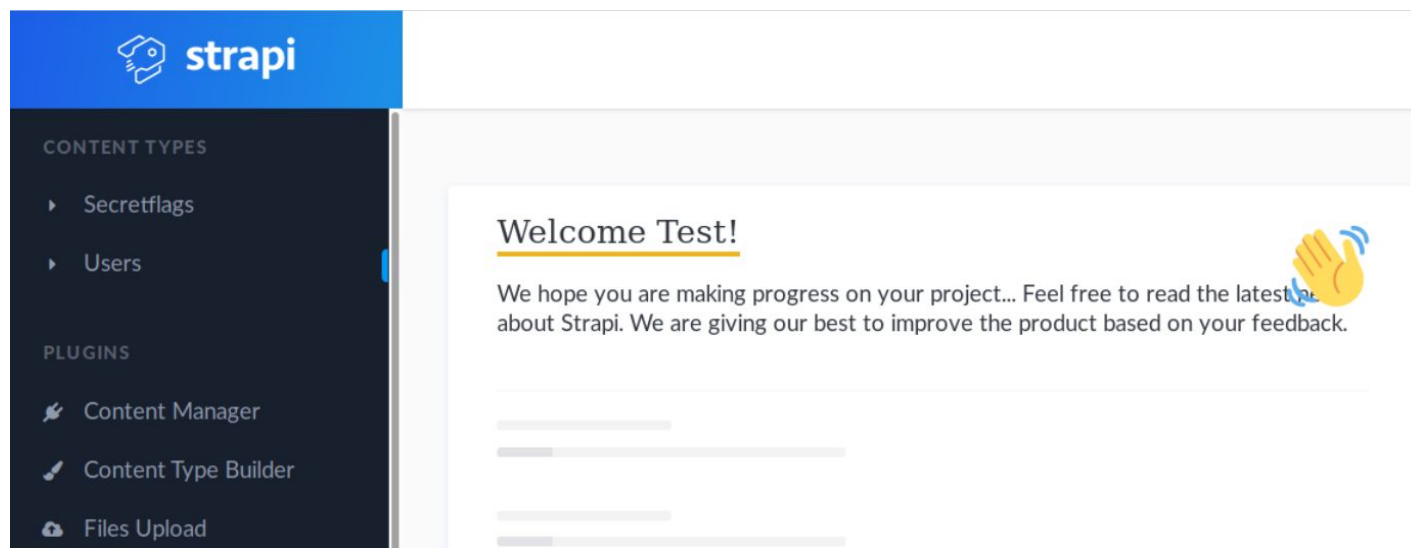 strapi
CONTENT TYPES
Secretflags
Users
PLUGINS
Content Manager
Content Type Builder
Files Upload
Welcome Test!
We hope you are making progress on your project... Feel free to read the latest
about Strapi. We are giving our best to improve the product based on your feedback.